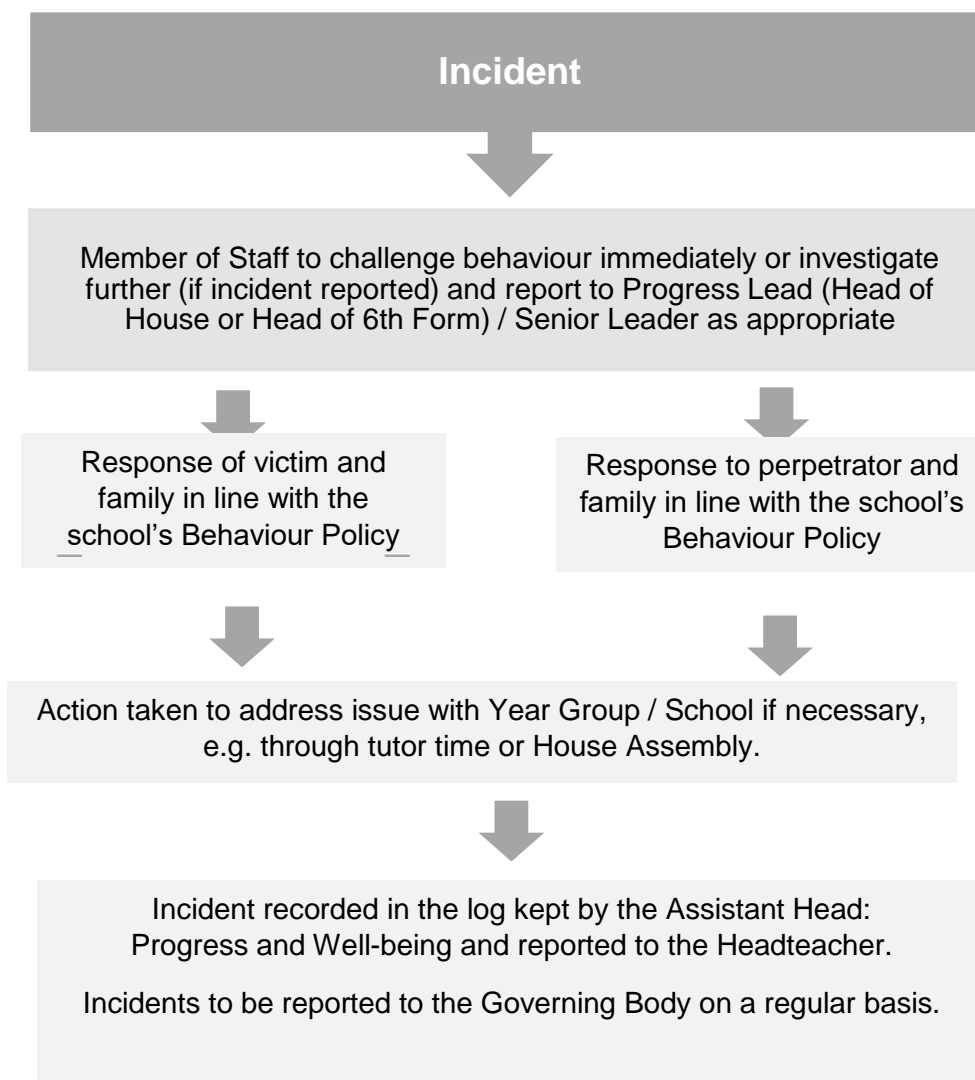 Incident
Member of Staff to challenge behaviour immediately or investigate
further (if incident reported) and report to Progress Lead (Head of
House or Head of 6th Form) / Senior Leader as appropriate
Response of victim and
family in line with the
school’s Behaviour Policy
Response to perpetrator and
family in line with the school’s
Behaviour Policy
Action taken to address issue with Year Group / School if necessary,
e.g. through tutor time or House Assembly.
Incident recorded in the log kept by the Assistant Head:
Progress and Well-being and reported to the Headteacher.
Incidents to be reported to the Governing Body on a regular basis.